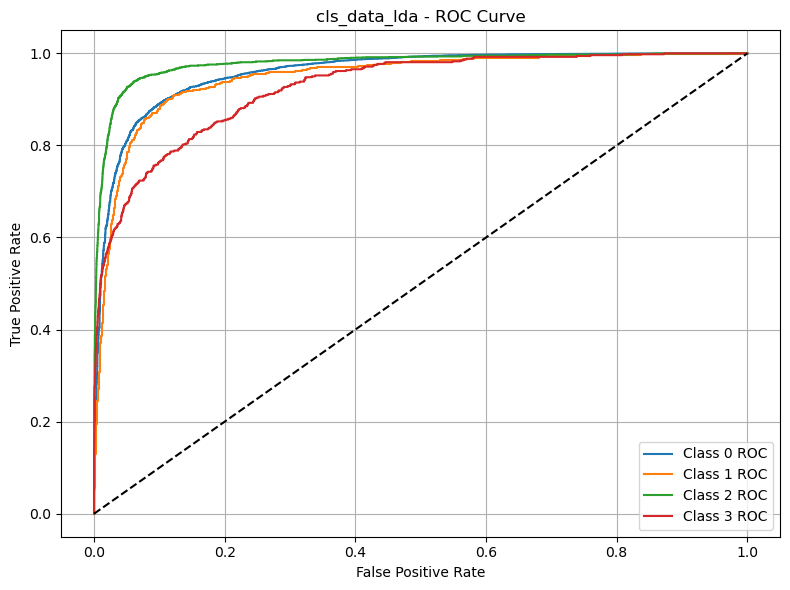 cls_data_lda - ROC Curve
True Positive Rate
1.0
0.8
0.6
0.4
0.2
0.0
0.0 0.2 0.4 0.6 0.8 1.0
False Positive Rate
Class 0 ROC
Class 1 ROC
Class 2 ROC
Class 3 ROC